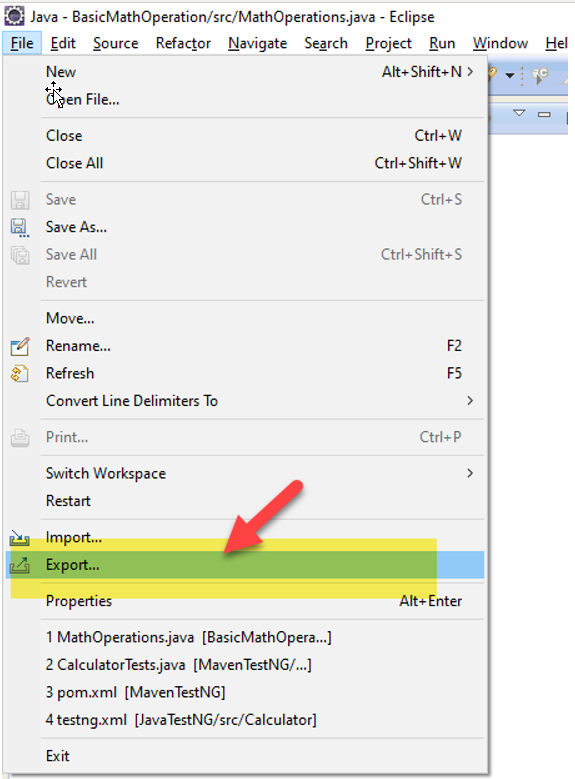 Java - BasicMathOperation/src/MathOperations.java - Eclipse
File Edit Source Refactor Navigate Search Project Run Window Hel
New Alt+Shift+N >
Open File...
Close Ctrl+W
Close All Ctrl+Shift+W
Save Ctrl+S
Save As...
Save All Ctrl+Shift+S
Revert
Move...
Rename... F2
Refresh F5
Convert Line Delimiters To >
Print... Ctrl+P
Switch Workspace >
Restart
Import...
Export...
Properties Alt+Enter
1 MathOperations.java [BasicMathOpera...]
2 CalculatorTests.java [MavenTestNG/...]
3 pom.xml [MavenTestNG]
4 testng.xml [JavaTestNG/src/Calculator]
Exit